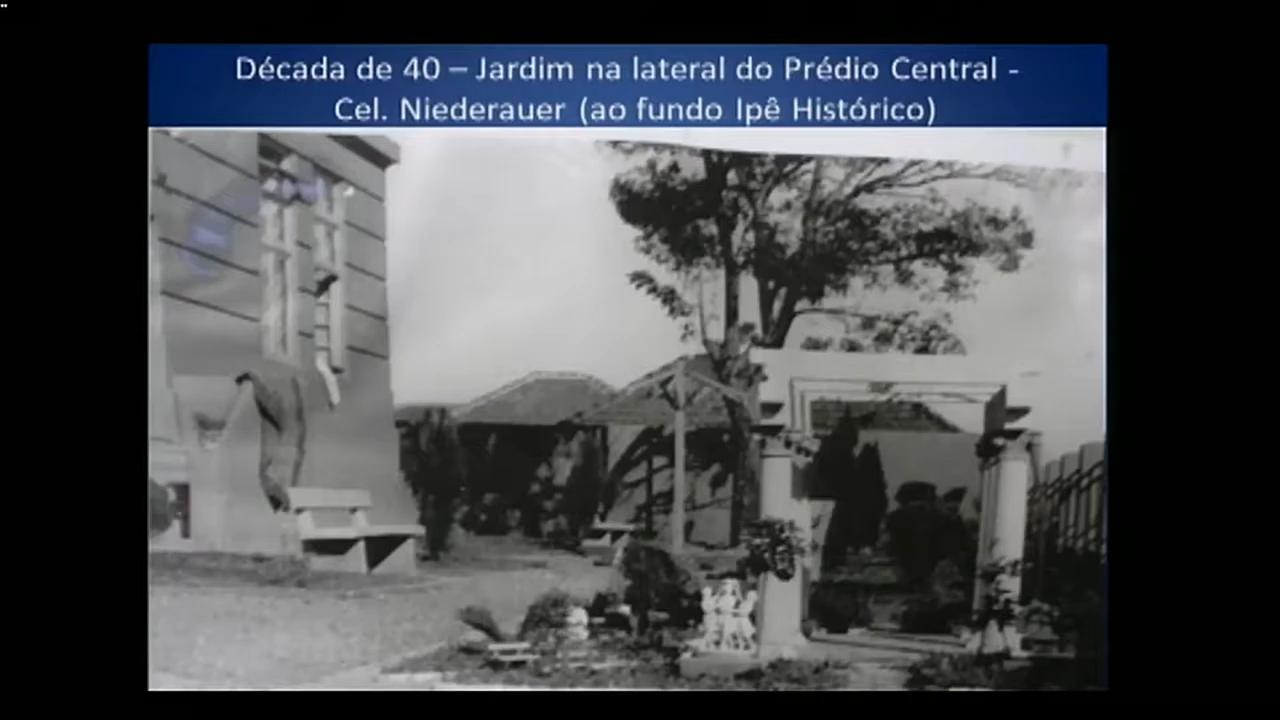 Década de 40 – Jardim na lateral do Prédio Central -
Cel. Niederauer (ao fundo Ipê Histórico)